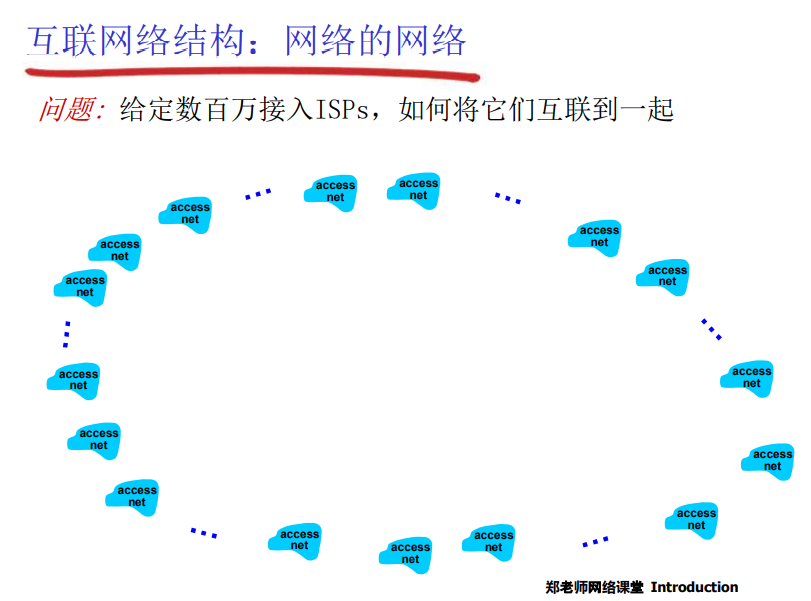 互联网络结构：网络的网络
问题：给定数百万接入ISPs，如何将它们互联到一起
access
net
access
net
access
net
access
net
access
net
access
net
access
net
access
net
access
net
access
net
access
net
access
net
access
net
access
net
access
net
access
net
access
net
郑老师网络课堂 Introduction